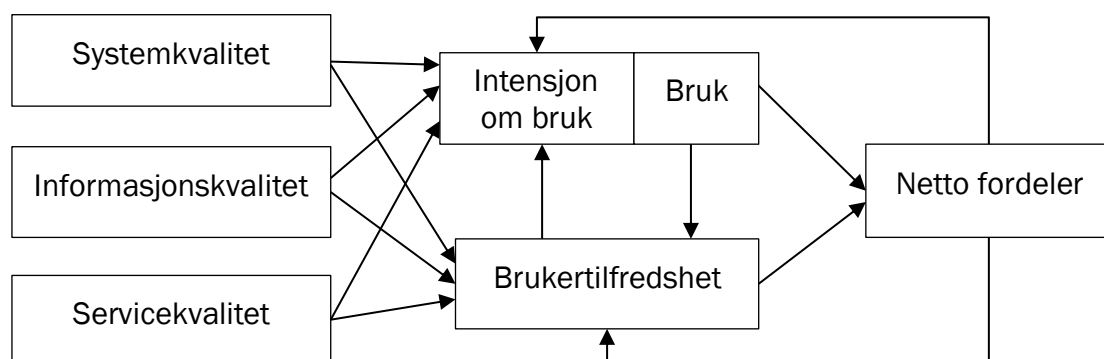 Systemkvalitet
Intensjon
om bruk
Bruk
Informasjonskvalitet
Netto fordeler
Brukertilfredshet
Servicekvalitet